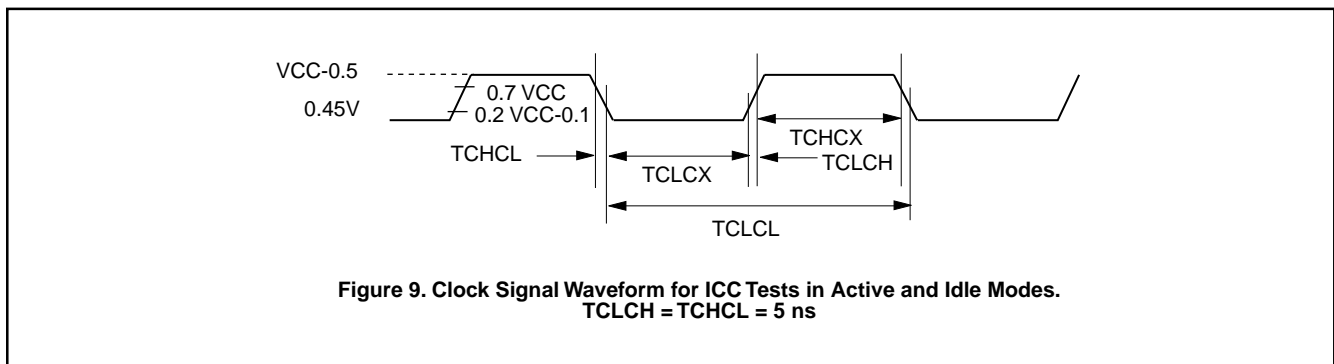 VCC-0.5
0.7 VCC
0.45V
0.2 VCC-0.1
TCHCX
TCHCL
TCLCH
TCLCX
TCLCL
Figure 9. Clock Signal Waveform for ICC Tests in Active and Idle Modes.
TCLCH = TCHCL = 5 ns